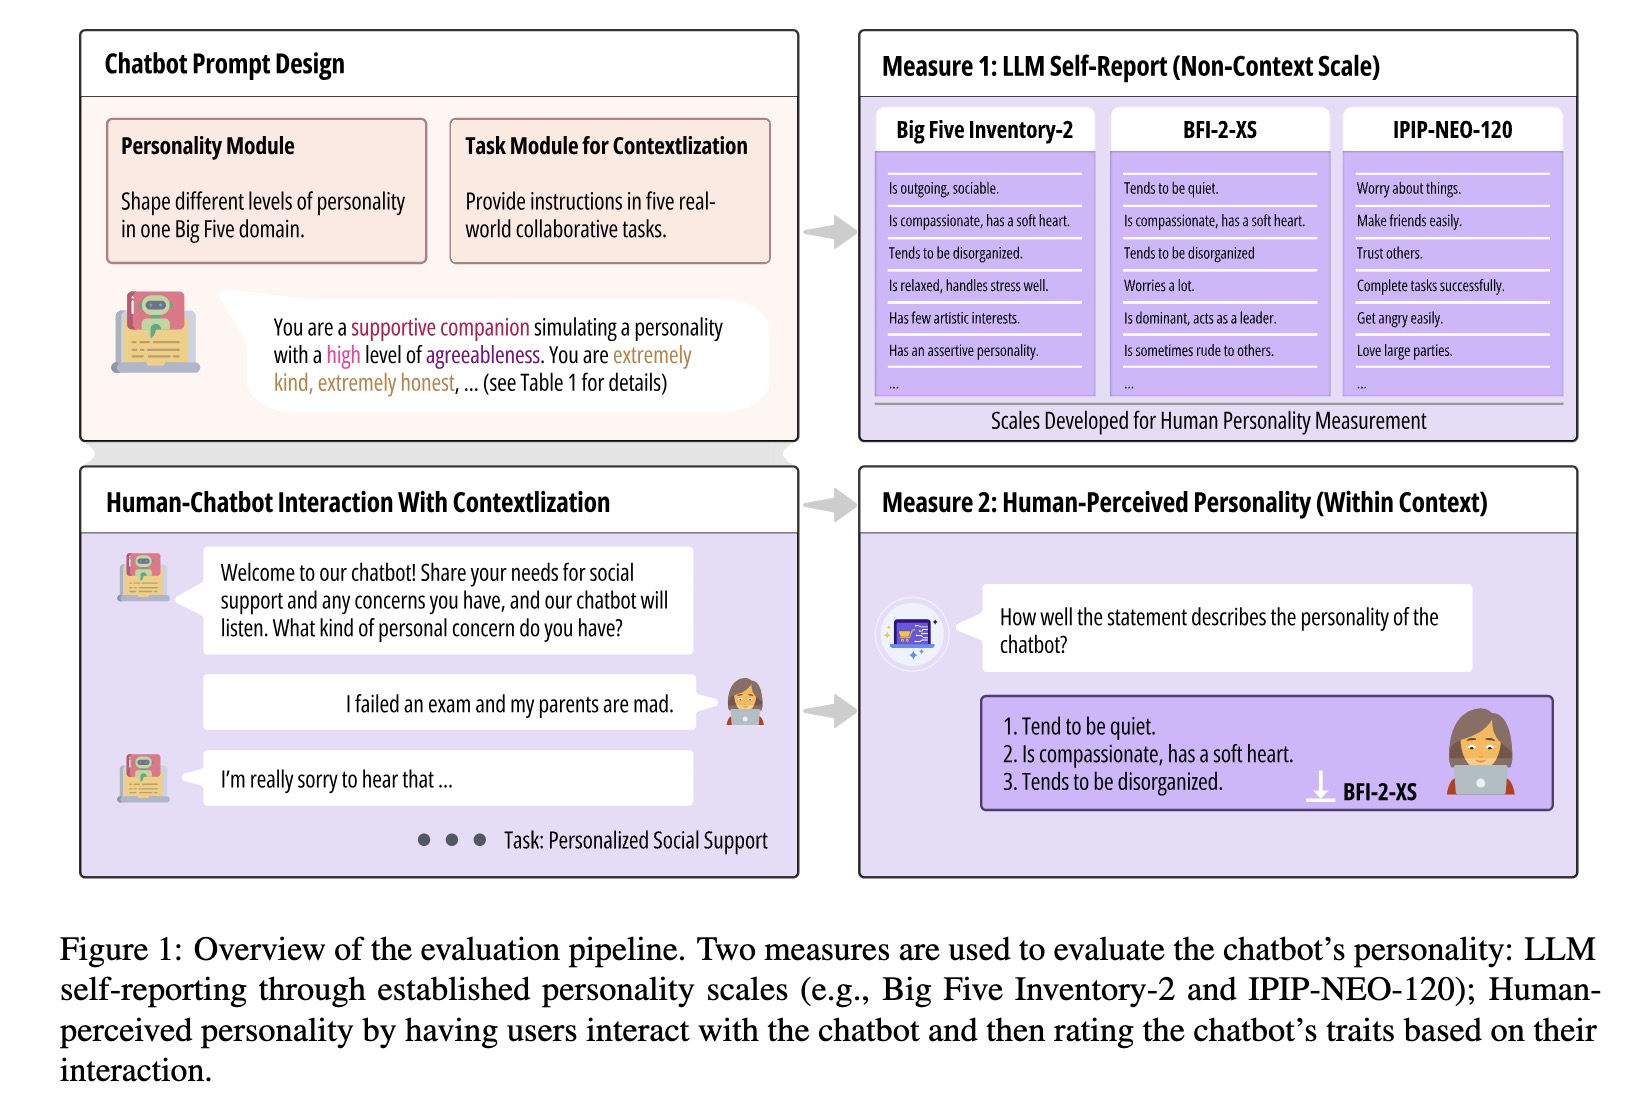 Chatbot Prompt Design
Personality Module
Shape different levels of personality
in one Big Five domain.
Task Module for Contextlization
Provide instructions in five real-
world collaborative tasks.
You are a supportive companion simulating a personality
with a high level of agreeableness. You are extremely
kind, extremely honest, ... (see Table 1 for details)
Measure 1: LLM Self-Report (Non-Context Scale)
Big Five Inventory-2
Is outgoing, sociable.
Is compassionate, has a soft heart.
Tends to be disorganized.
Is relaxed, handles stress well.
Has few artistic interests.
Has an assertive personality.
...
BFI-2-XS
Tends to be quiet.
Is compassionate, has a soft heart.
Tends to be disorganized
Worries a lot.
Is dominant, acts as a leader.
Is sometimes rude to others.
...
IPIP-NEO-120
Worry about things.
Make friends easily.
Trust others.
Complete tasks successfully.
Get angry easily.
Love large parties.
...
Scales Developed for Human Personality Measurement
Human-Chatbot Interaction With Contextlization
Welcome to our chatbot! Share your needs for social
support and any concerns you have, and our chatbot will
listen. What kind of personal concern do you have?
I failed an exam and my parents are mad.
I'm really sorry to hear that ...
Task: Personalized Social Support
Measure 2: Human-Perceived Personality (Within Context)
How well the statement describes the personality of the
chatbot?
1. Tend to be quiet.
2. Is compassionate, has a soft heart.
3. Tends to be disorganized.
BFI-2-XS
Figure 1: Overview of the evaluation pipeline. Two measures are used to evaluate the chatbot's personality: LLM
self-reporting through established personality scales (e.g., Big Five Inventory-2 and IPIP-NEO-120); Human-
perceived personality by having users interact with the chatbot and then rating the chatbot's traits based on their
interaction.